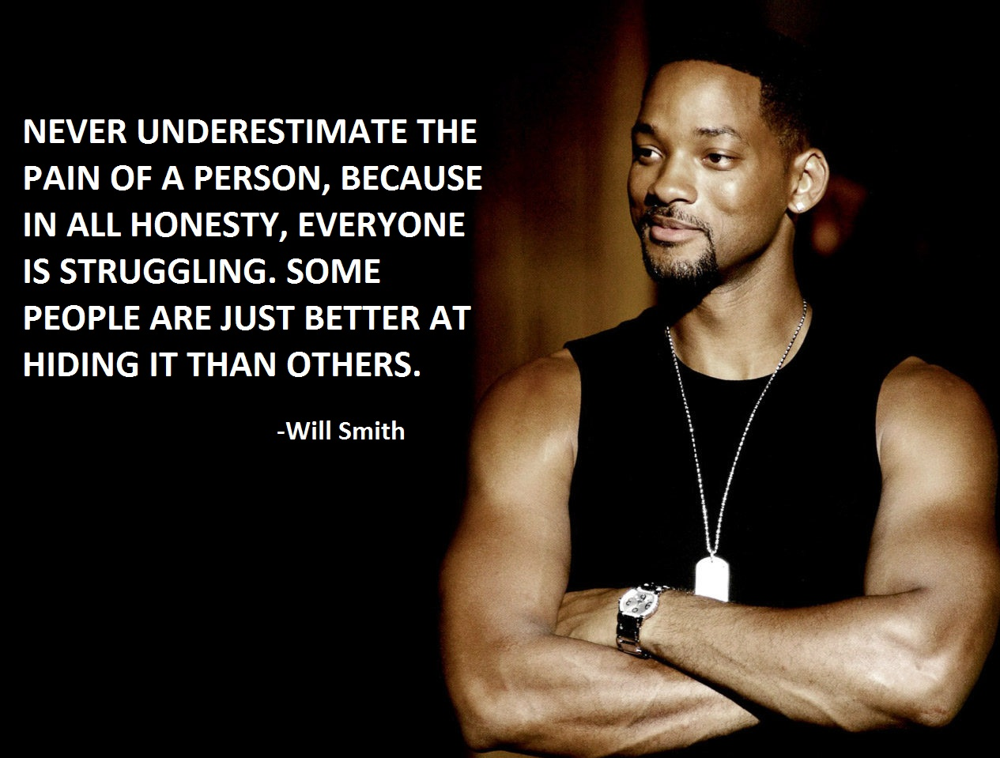 NEVER UNDERESTIMATE THE
PAIN OF A PERSON, BECAUSE
IN ALL HONESTY, EVERYONE
IS STRUGGLING. SOME
PEOPLE ARE JUST BETTER AT
HIDING IT THAN OTHERS.
-Will Smith